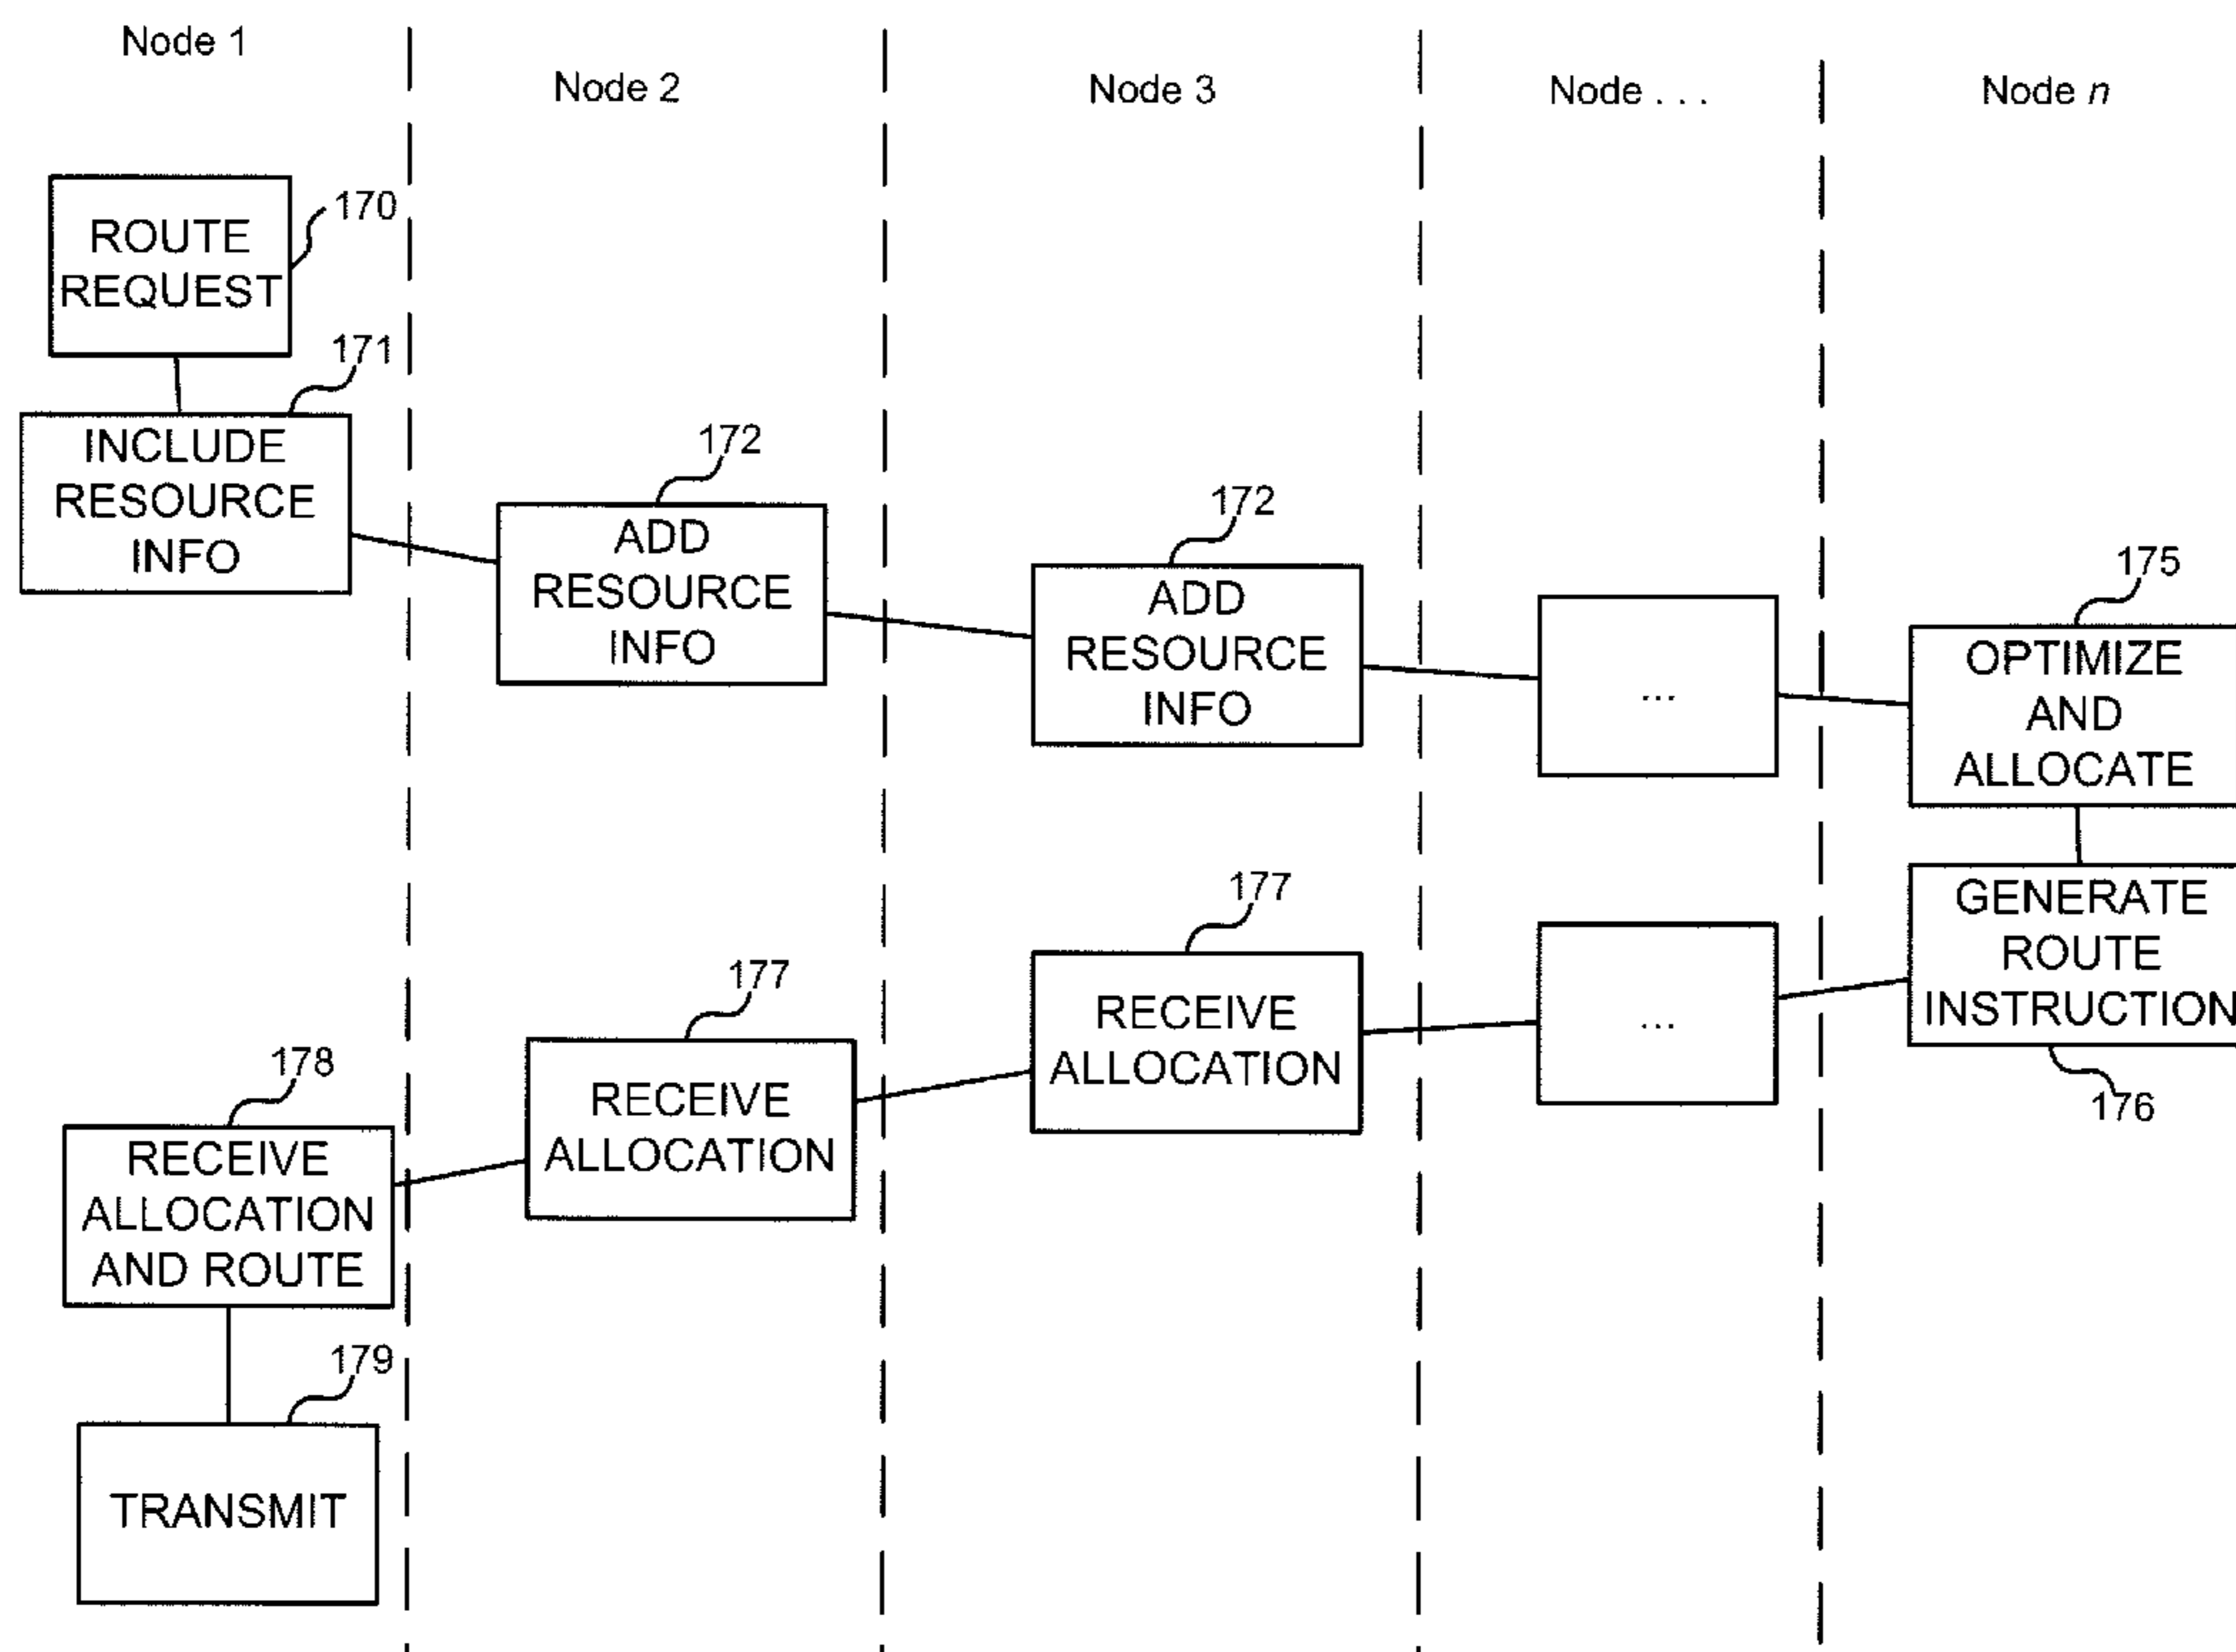 Node 1
Node 2
Node 3
Node . . .
Node n
170
ROUTE
REQUEST
171
INCLUDE
RESOURCE
INFO
172
ADD
RESOURCE
INFO
172
ADD
RESOURCE
INFO
...
175
OPTIMIZE
AND
ALLOCATE
GENERATE
ROUTE
INSTRUCTION
176
...
177
RECEIVE
ALLOCATION
177
RECEIVE
ALLOCATION
178
RECEIVE
ALLOCATION
AND ROUTE
179
TRANSMIT